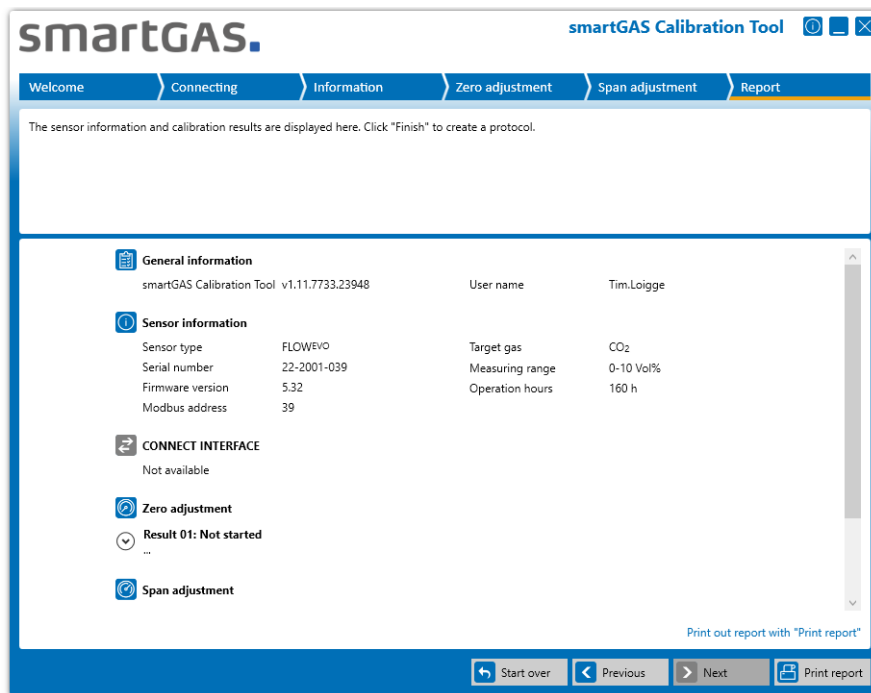 smartGAS.
smartGAS Calibration Tool
Welcome Connecting Information Zero adjustment Span adjustment Report
The sensor information and calibration results are displayed here. Click "Finish" to create a protocol.
General information
smartGAS Calibration Tool v1.11.7733.23948 User name Tim.Loigge
Sensor information
Sensor type FLOWEVO Target gas CO2
Serial number 22-2001-039 Measuring range 0-10 Vol%
Firmware version 5.32 Operation hours 160 h
Modbus address 39
CONNECT INTERFACE
Not available
Zero adjustment
Result 01: Not started
...
Span adjustment
Print out report with "Print report"
Start over Previous Next Print report